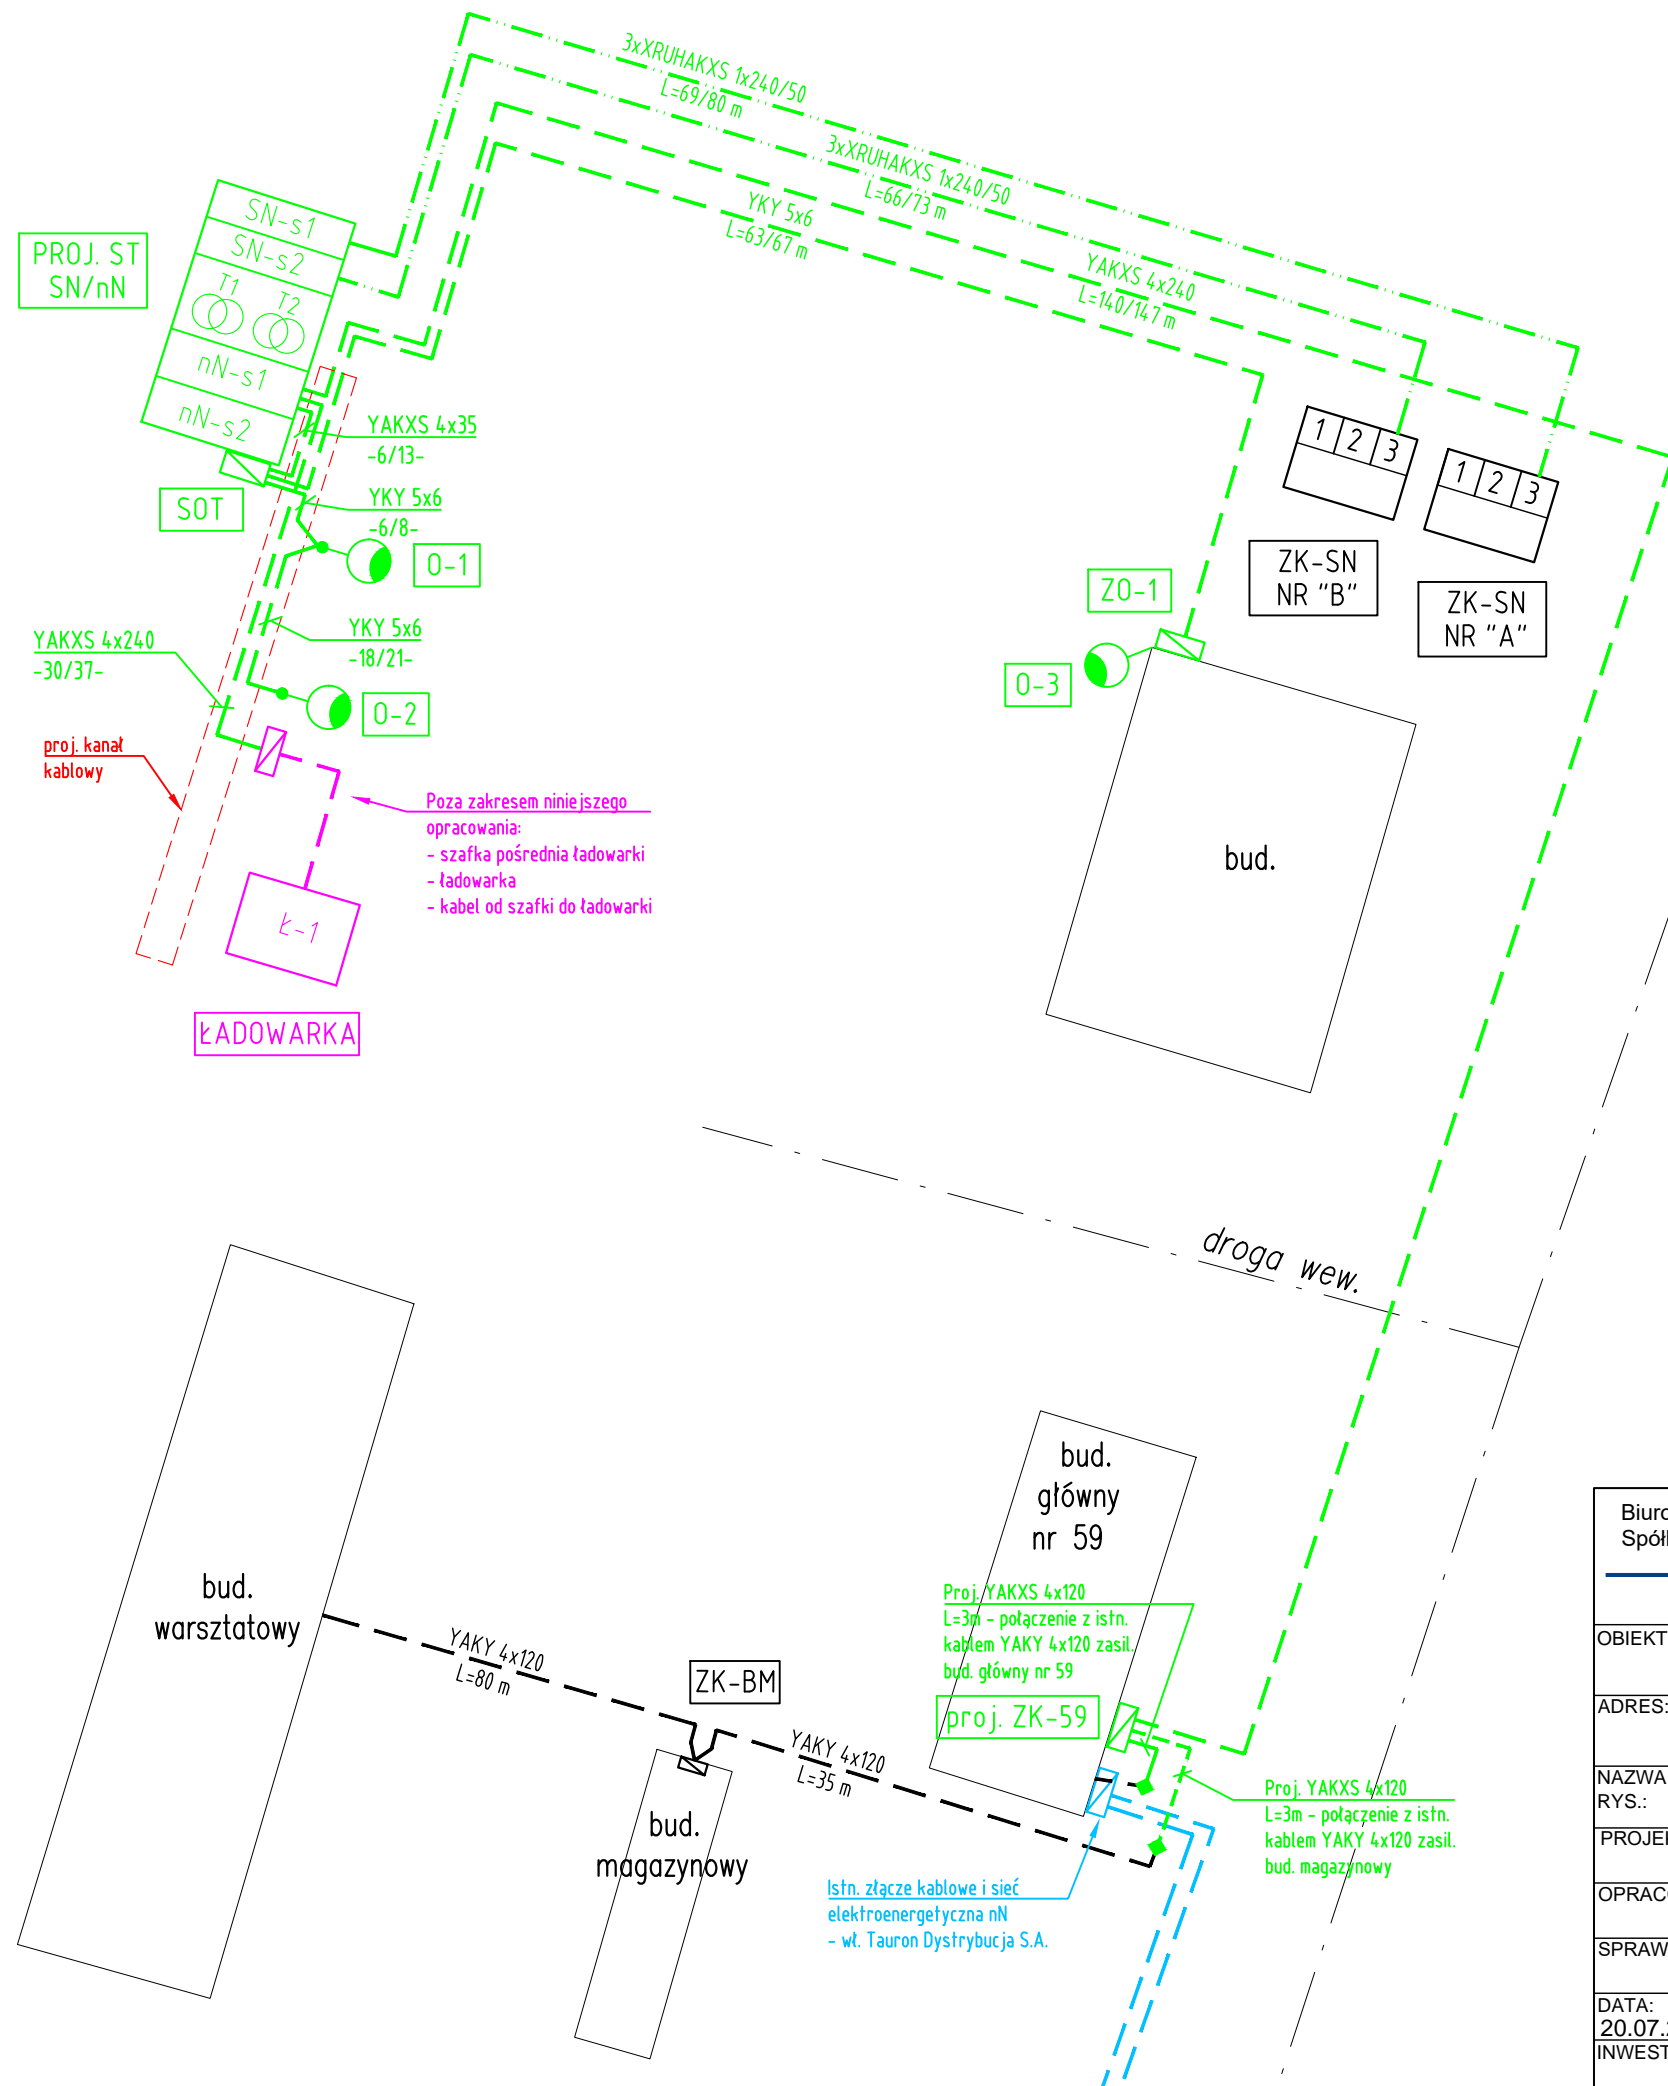 3xXRUHAKXS 1x240/50
L=69/80 m
3xXRUHAKXS 1x240/50
L=66/73 m
YKY 5x6
L=63/67 m
YAKXS 4x240
L=140/147 m
PROJ. ST
SN/nN
SN-s1
SN-s2
T1
T2
nN-s1
nN-s2
SOT
YAKXS 4x35
-6/13-
YKY 5x6
-6/8-
O-1
YKY 5x6
-18/21-
YAKXS 4x240
-30/37-
O-2
proj. kanał
kablowy
Poza zakresem niniejszego
opracowania:
- szafka pośrednia ładowarki
- ładowarka
- kabel od szafki do ładowarki
Ł-1
ŁADOWARKA
1 2 3
1 2 3
ZK-SN
NR "B"
ZK-SN
NR "A"
ZO-1
O-3
bud.
droga wew.
bud.
główny
nr 59
Proj. YAKXS 4x120
L=3m - połączenie z istn.
kablem YAKY 4x120 zasil.
bud. główny nr 59
proj. ZK-59
bud.
warsztatowy
YAKY 4x120
L=80 m
ZK-BM
YAKY 4x120
L=35 m
bud.
magazynowy
Proj. YAKXS 4x120
L=3m - połączenie z istn.
kablem YAKY 4x120 zasil.
bud. magazynowy
Istn. złącze kablowe i sieć
elektroenergetyczna nN
- wł. Tauron Dystrybucja S.A.
OBIEKT
ADRES:
NAZWA
RYS.:
DATA:
20.07.